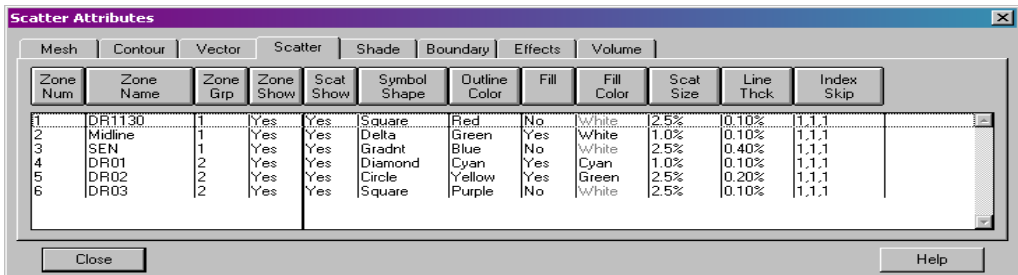 Scatter Attributes
Mesh Contour Vector Scatter Shade Boundary Effects Volume
Zone Num Zone Name Zone Grp Zone Show Scat Show Symbol Shape Outline Color Fill Fill Color Scat Size Line Thck Index Skip
1 DR1130 1 Yes Yes Square Red No White 2.5% 0.10% 1,1,1
2 Midline 1 Yes Yes Delta Green Yes White 1.0% 0.10% 1,1,1
3 SEN 1 Yes Yes Gradnt Blue No White 2.5% 0.40% 1,1,1
4 DR01 2 Yes Yes Diamond Cyan Yes Cyan 1.0% 0.10% 1,1,1
5 DR02 2 Yes Yes Circle Yellow Yes Green 2.5% 0.20% 1,1,1
6 DR03 2 Yes Yes Square Purple No White 2.5% 0.10% 1,1,1
Close Help